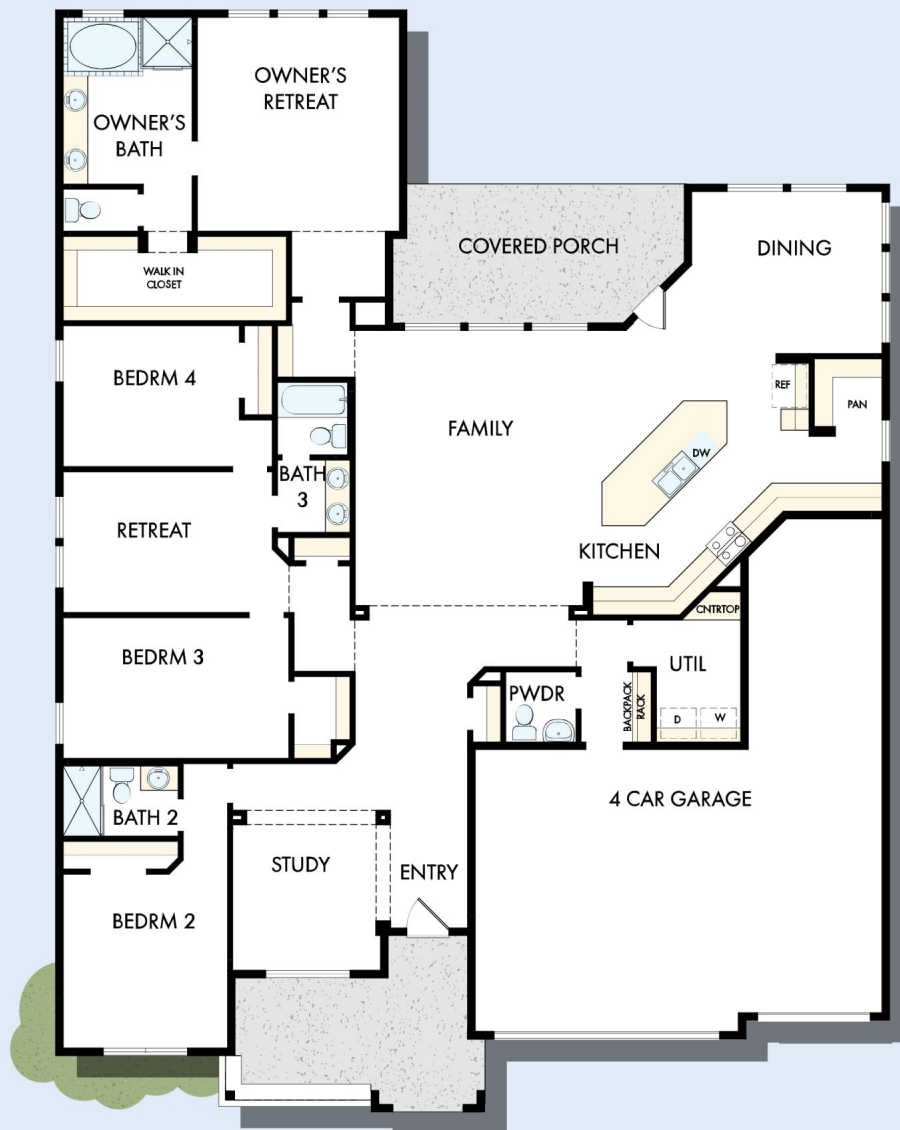 OWNER'S
RETREAT
OWNER'S
BATH
COVERED PORCH
DINING
WALK IN
CLOSET
BEDRM 4
REF
PAN
FAMILY
DW
BATH
3
RETREAT
KITCHEN
CNTRTOP
BEDRM 3
UTIL
PWDR
BACKPACK
RACK
D
W
4 CAR GARAGE
BATH 2
STUDY
ENTRY
BEDRM 2